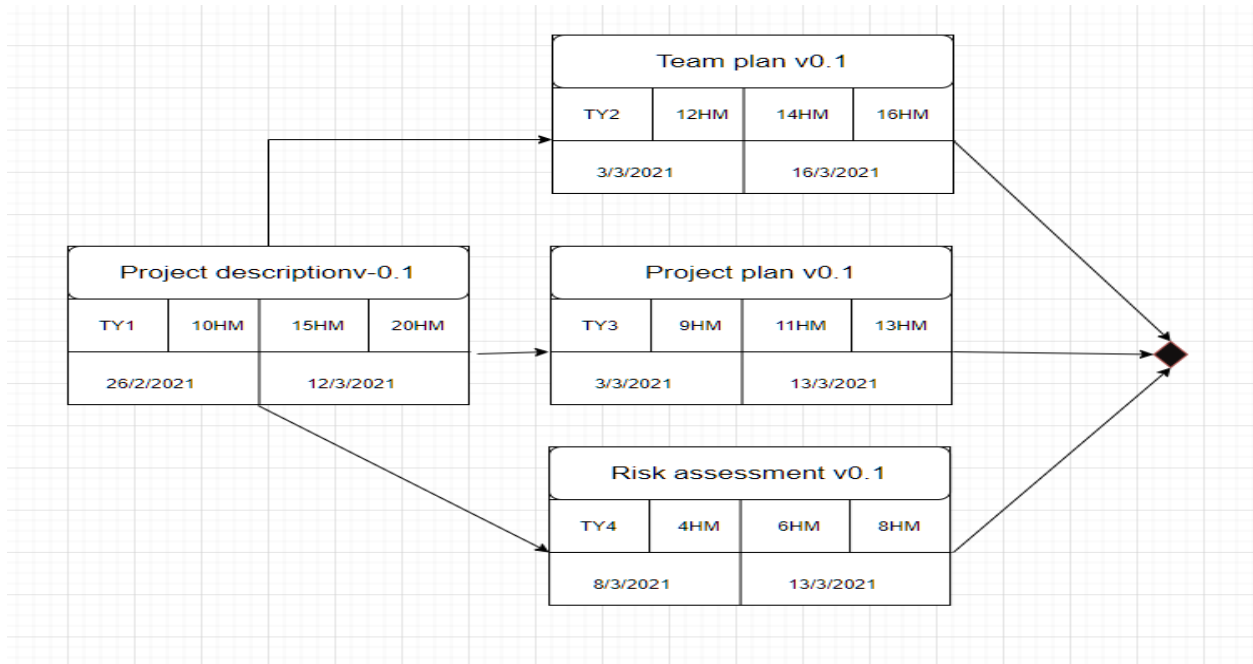 Team plan v0.1
TY2 12HM 14HM 16HM
3/3/2021 16/3/2021
Project descriptionv-0.1
TY1 10HM 15HM 20HM
26/2/2021 12/3/2021
Project plan v0.1
TY3 9HM 11HM 13HM
3/3/2021 13/3/2021
Risk assessment v0.1
TY4 4HM 6HM 8HM
8/3/2021 13/3/2021